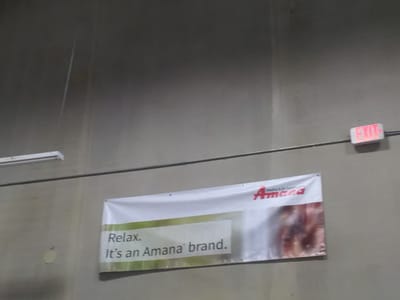 Amana
Relax.
It's an Amana® brand.
EXIT